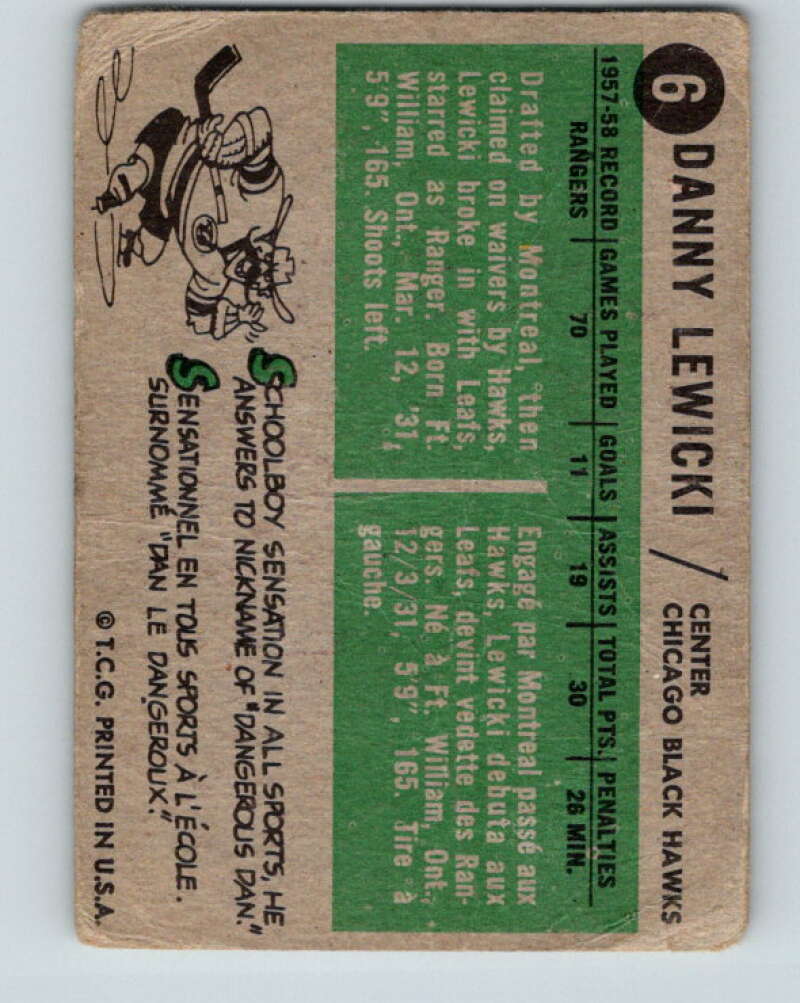 6 DANNY LEWICKI / CENTER
CHICAGO BLACK HAWKS
1957-58 RECORD | GAMES PLAYED | GOALS | ASSISTS | TOTAL PTS. | PENALTIES
RANGERS 70 11 19 30 26 MIN.
Drafted by Montreal, then
claimed on waivers by Hawks,
Lewicki broke in with Leafs,
starred as Ranger. Born Ft.
William, Ont., Mar. 12, '31,
5'9", 165. Shoots left.
Engagé par Montreal passé aux
Hawks, Lewicki debuta aux
Leafs, devint vedette des Ran-
gers. Né à Ft. William, Ont.,
12/3/31, 5'9", 165. Tire à
gauche.
SCHOOLBOY SENSATION IN ALL SPORTS, HE
ANSWERS TO NICKNAME OF "DANGEROUS DAN."
SENSATIONNEL EN TOUS SPORTS À L'ÉCOLE.
SURNOMMÉ "DAN LE DANGEROUX."
© T.C.G. PRINTED IN U.S.A.